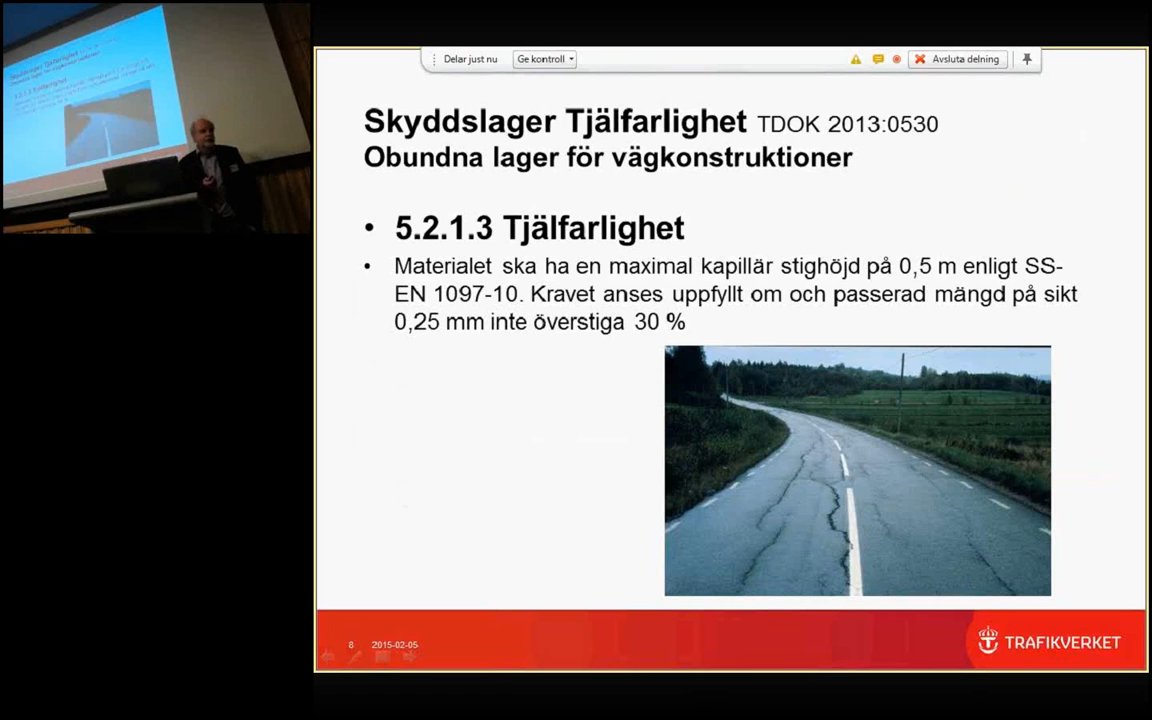 Delar just nu
Ge kontroll
Avsluta delning
Skyddslager Tjälfarlighet TDOK 2013:0530
Obundna lager för vägkonstruktioner
• 5.2.1.3 Tjälfarlighet
• Materialet ska ha en maximal kapillär stighöjd på 0,5 m enligt SS-
EN 1097-10. Kravet anses uppfyllt om och passerad mängd på sikt
0,25 mm inte överstiga 30 %
8 2015-02-05
TRAFIKVERKET